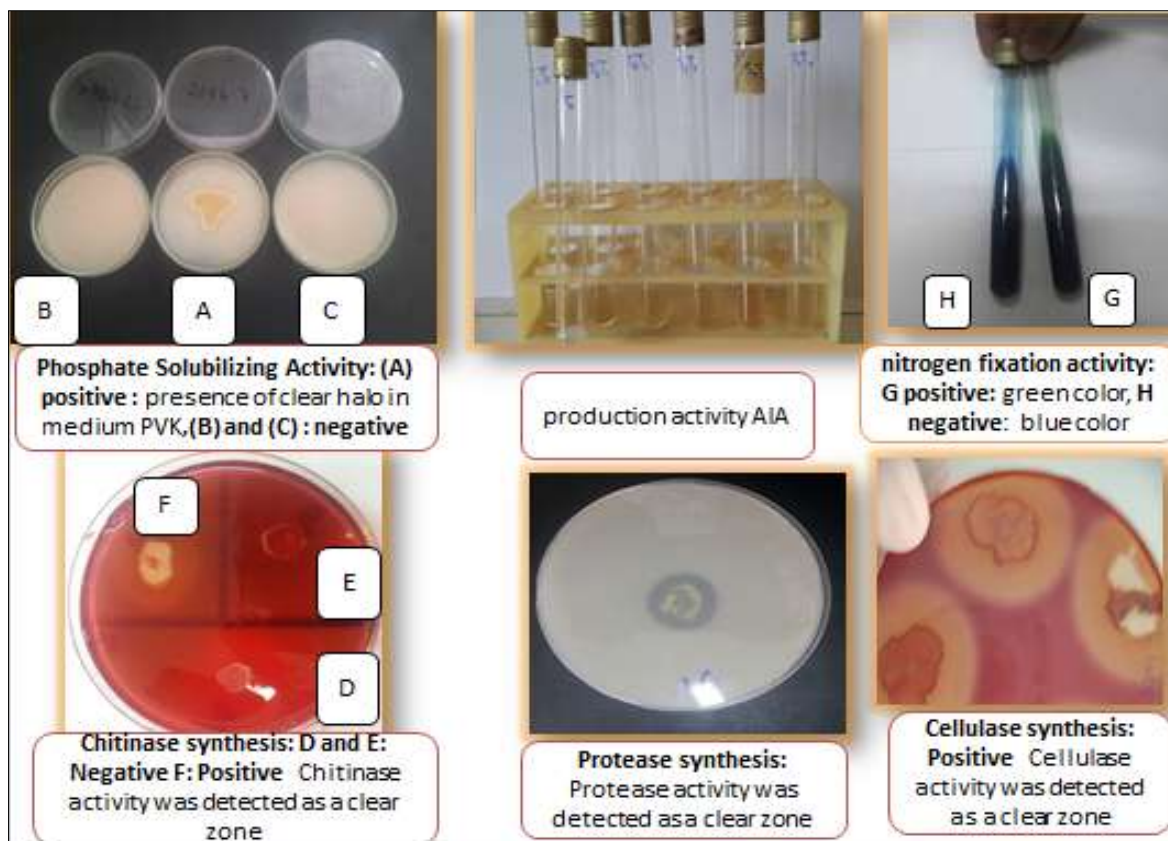 B
A
C
H
G
Phosphate Solubilizing Activity: (A)
positive : presence of clear halo in
medium PVK,(B) and (C) : negative
production activity AIA
nitrogen fixation activity:
G positive: green color, H
negative: blue color
F
E
D
Chitinase synthesis: D and E:
Negative F: Positive Chitinase
activity was detected as a clear
zone
Protease synthesis:
Protease activity was
detected as a clear zone
Cellulase synthesis:
Positive Cellulase
activity was detected
as a clear zone